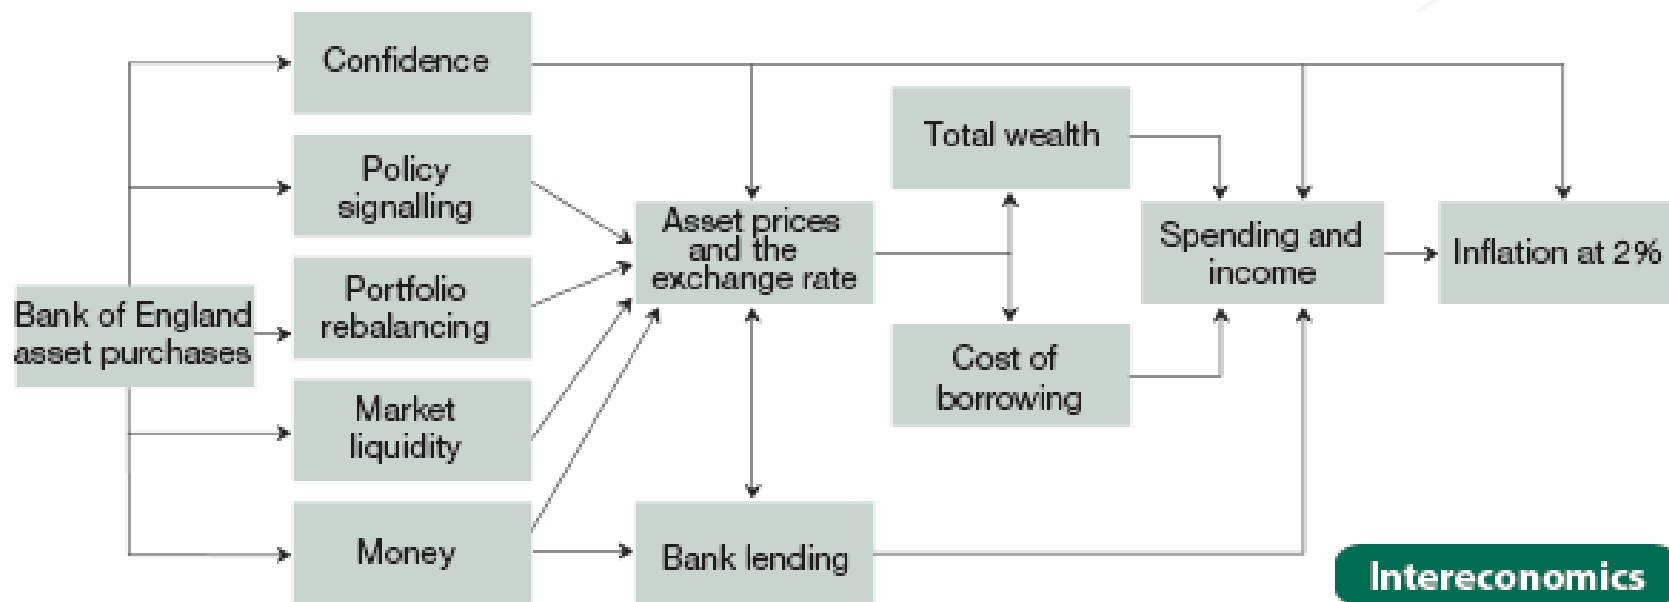 Confidence
Policy
signalling
Portfolio
rebalancing
Bank of England
asset purchases
Market
liquidity
Money
Asset prices
and the
exchange rate
Bank lending
Total wealth
Cost of
borrowing
Spending and
income
Inflation at 2%
Intereconomics